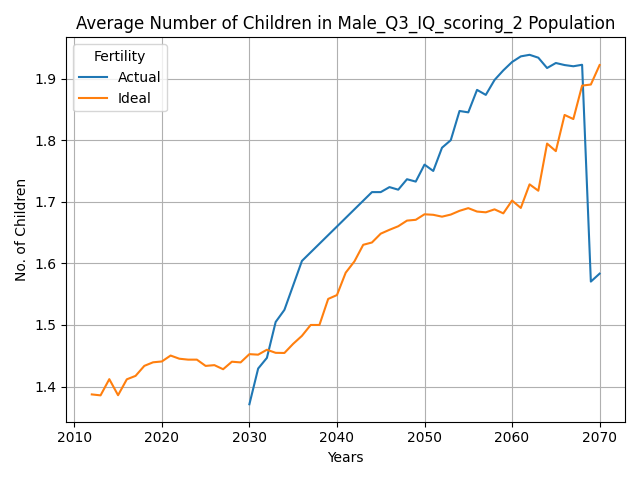 Average Number of Children in Male_Q3_IQ_scoring_2 Population
Fertility
Actual
Ideal
No. of Children
1.9
1.8
1.7
1.6
1.5
1.4
2010 2020 2030 2040 2050 2060 2070
Years